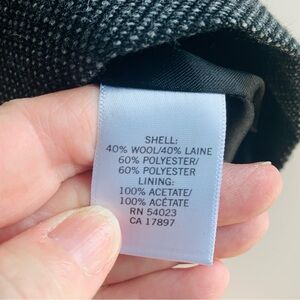 SHELL:
40% WOOL/40% LAINE
60% POLYESTER/
60% POLYESTER
LINING:
100% ACETATE/
100% ACÉTATE
RN 54023
CA 17897